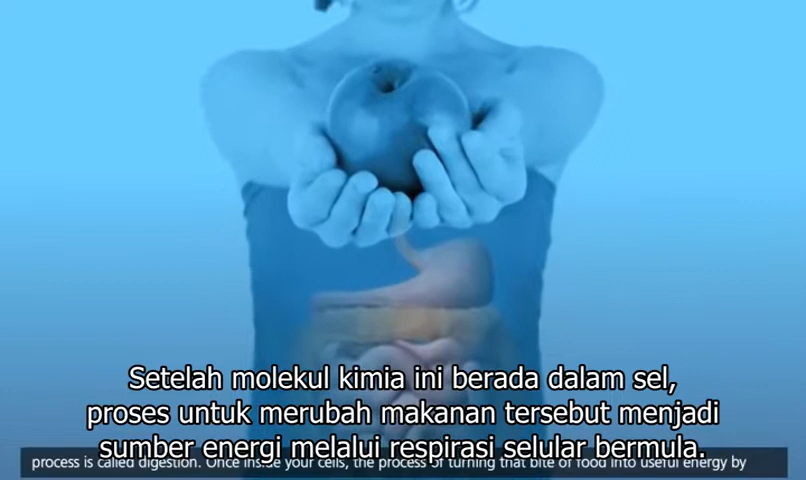 Setelah molekul kimia ini berada dalam sel,
proses untuk merubah makanan tersebut menjadi
sumber energi melalui respirasi selular bermula.
process is called digestion. Once inside your cells, the process of turning that bite of food into useful energy by